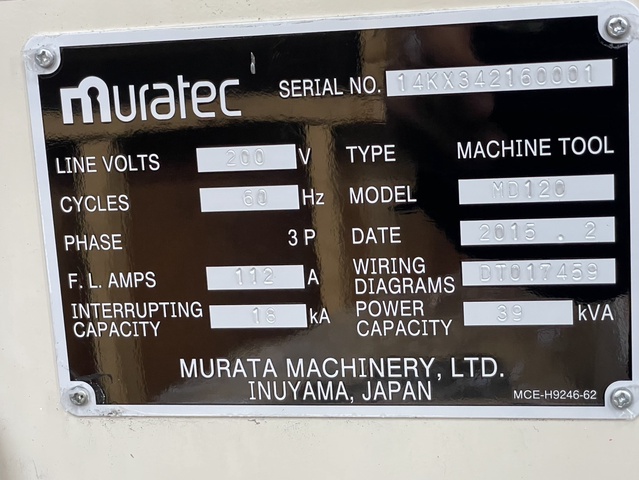 muratec
SERIAL NO. 14KX342160001
LINE VOLTS 200 V
TYPE MACHINE TOOL
CYCLES 60 Hz
MODEL MD120
PHASE 3 P
DATE 2015 . 2
F. L. AMPS 112 A
WIRING
DIAGRAMS DT017459
INTERRUPTING
CAPACITY 18 kA
POWER
CAPACITY 39 kVA
MURATA MACHINERY, LTD.
INUYAMA, JAPAN
MCE-H9246-62